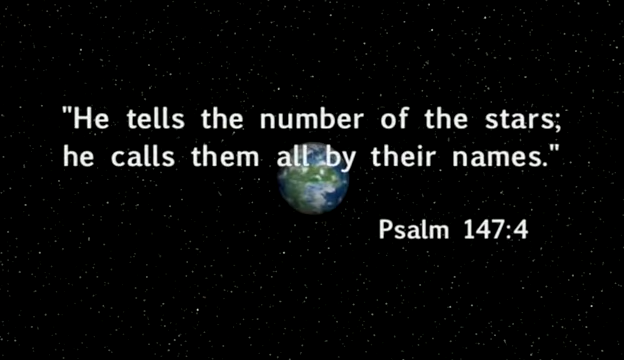 "He tells the number of the stars;
he calls them all by their names."
Psalm 147:4